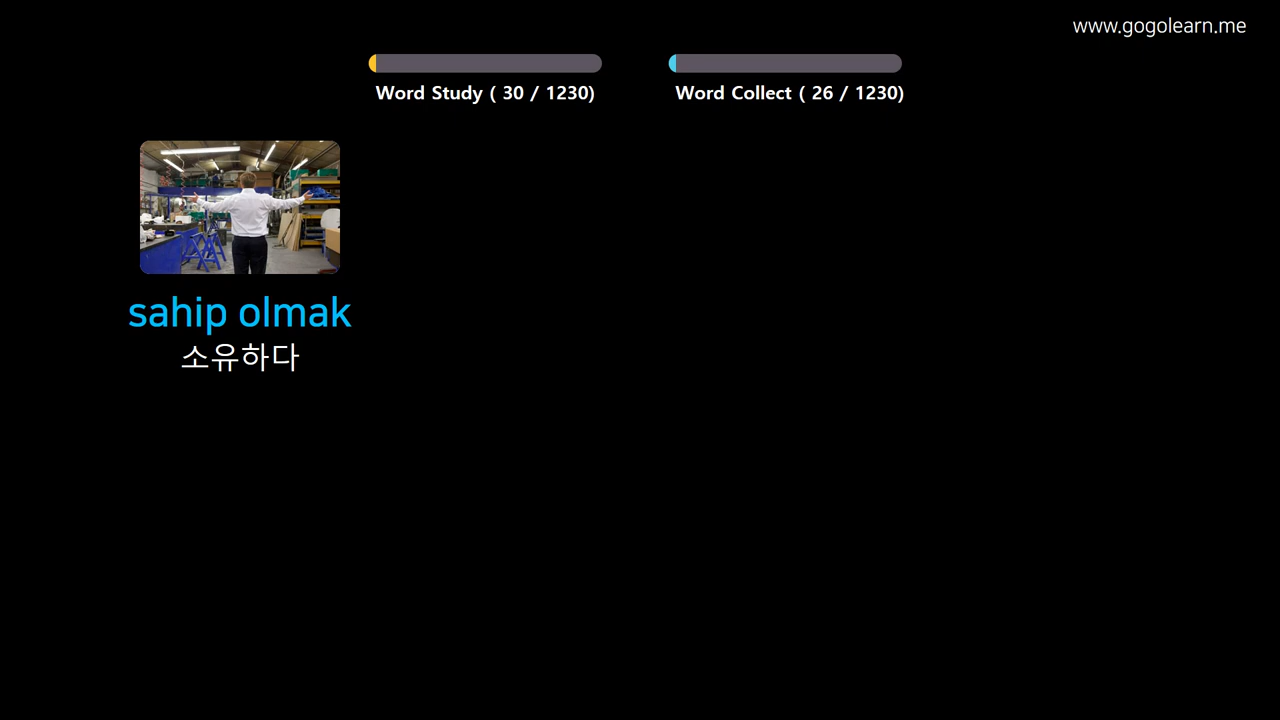 www.gogolearn.me
Word Study ( 30 / 1230)
Word Collect ( 26 / 1230)
sahip olmak
소유하다